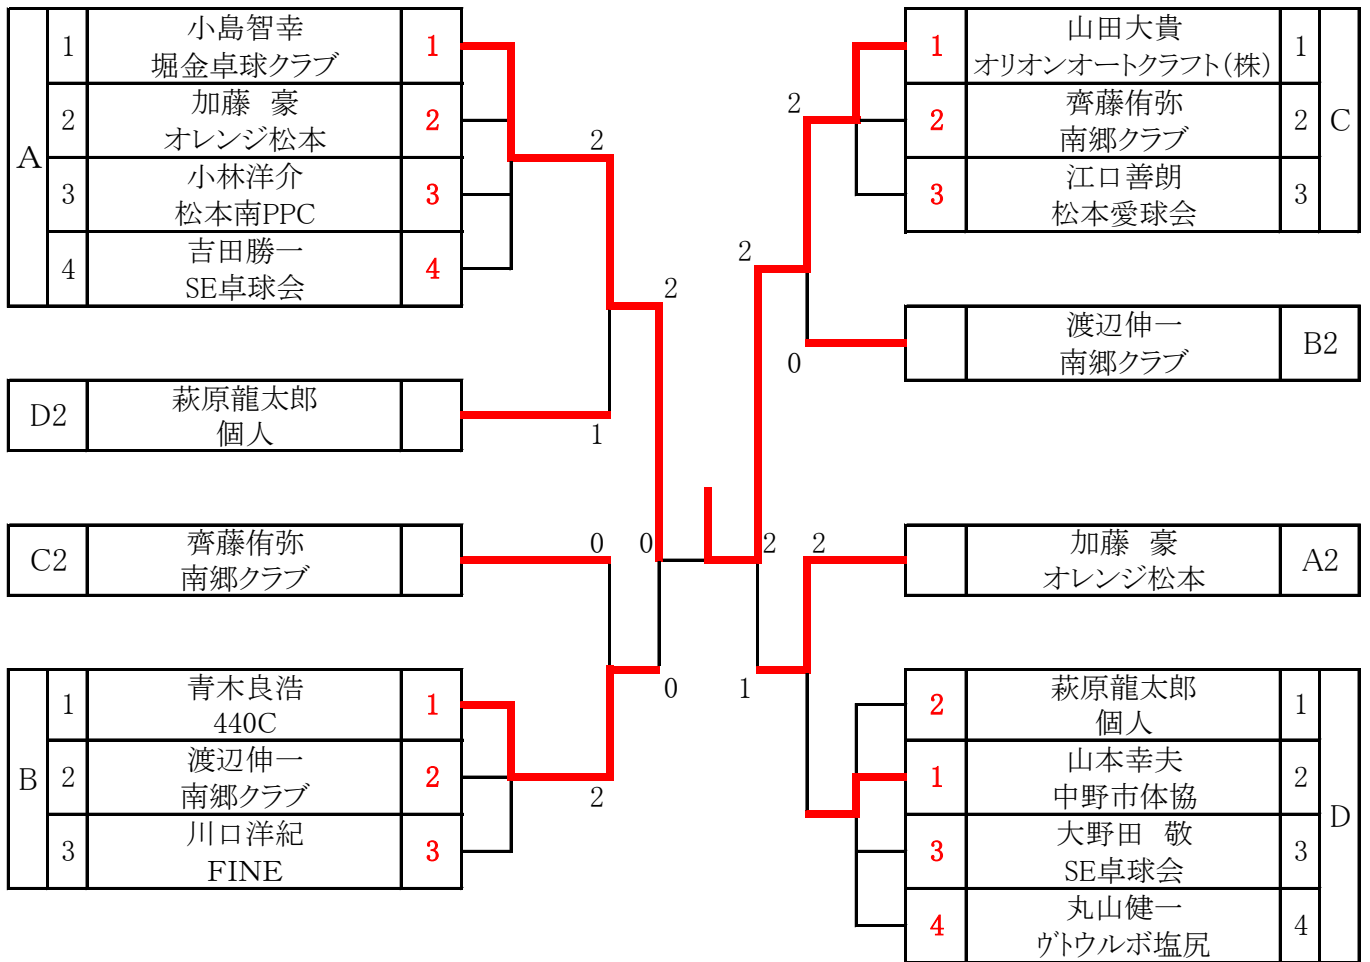 A
1
小島智幸
堀金卓球クラブ
1
2
加藤 豪
オレンジ松本
2
3
小林洋介
松本南PPC
3
4
吉田勝一
SE卓球会
4
D2
萩原龍太郎
個人
C2
齊藤侑弥
南郷クラブ
B
1
青木良浩
440C
1
2
渡辺伸一
南郷クラブ
2
3
川口洋紀
FINE
3
2
1
2
0
0
0
2
2
2
0
2
2
1
1
山田大貴
オリオンオートクラフト(株)
1
2
齊藤侑弥
南郷クラブ
2
3
江口善朗
松本愛球会
3
C
渡辺伸一
南郷クラブ
B2
加藤 豪
オレンジ松本
A2
2
萩原龍太郎
個人
1
1
山本幸夫
中野市体協
2
3
大野田 敬
SE卓球会
3
4
丸山健一
ヴトウルボ塩尻
4
D